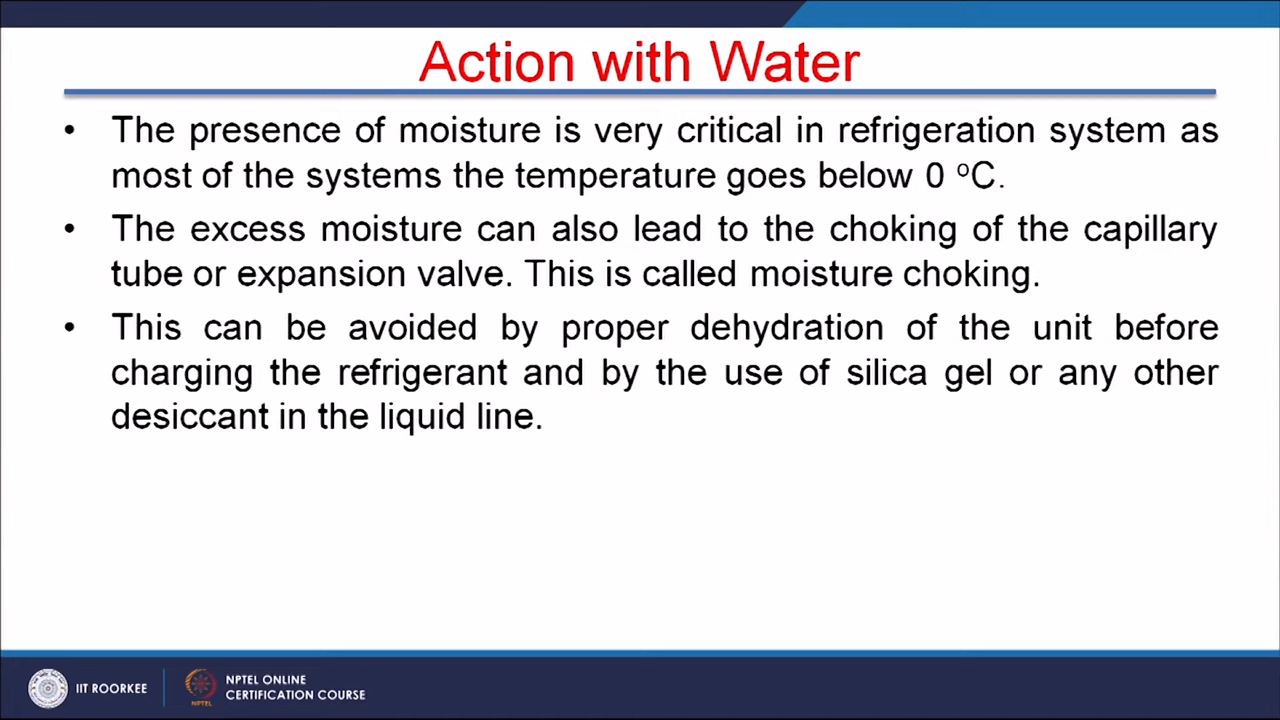 Action with Water
• The presence of moisture is very critical in refrigeration system as
most of the systems the temperature goes below 0 ºC.
• The excess moisture can also lead to the choking of the capillary
tube or expansion valve. This is called moisture choking.
• This can be avoided by proper dehydration of the unit before
charging the refrigerant and by the use of silica gel or any other
desiccant in the liquid line.
IIT ROORKEE
NPTEL
NPTEL ONLINE
CERTIFICATION COURSE